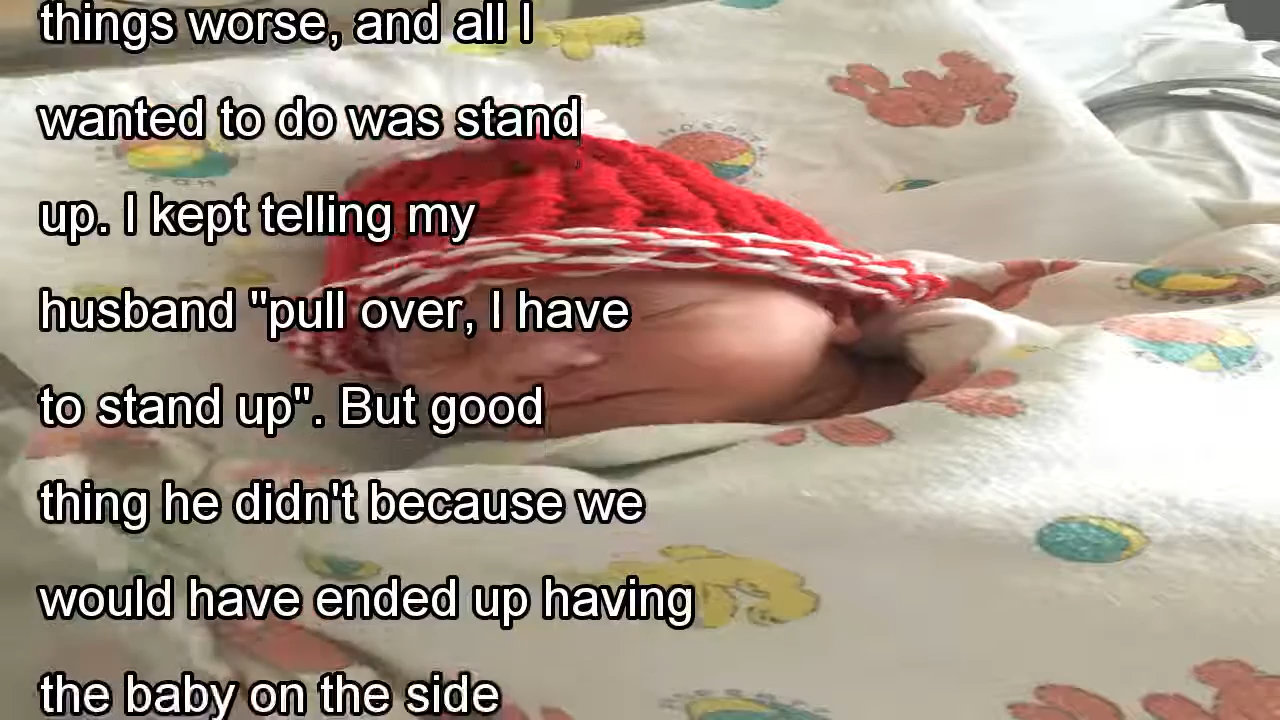 things worse, and all I
wanted to do was stand
up. I kept telling my
husband "pull over, I have
to stand up". But good
thing he didn't because we
would have ended up having
the baby on the side